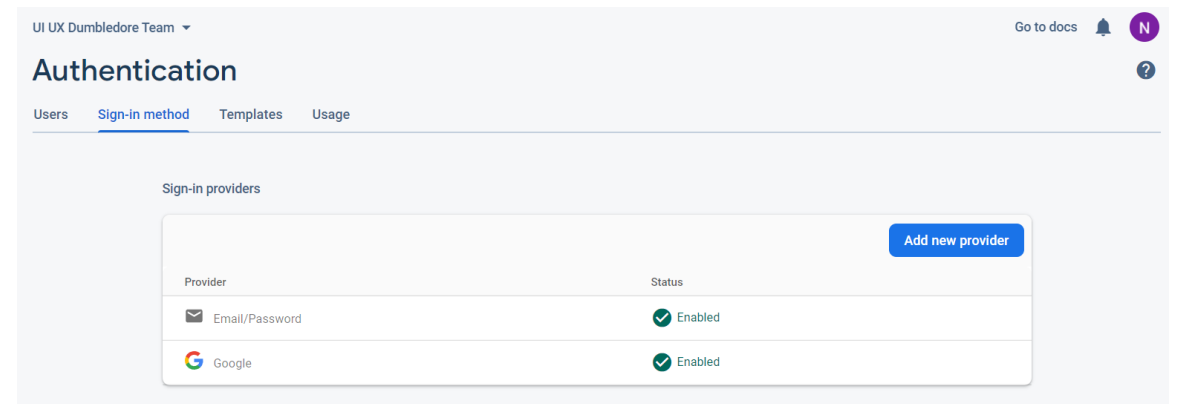 UI UX Dumbledore Team
Go to docs
N
Authentication
?
Users Sign-in method Templates Usage
Sign-in providers
Add new provider
Provider Status
Email/Password Enabled
G Google Enabled